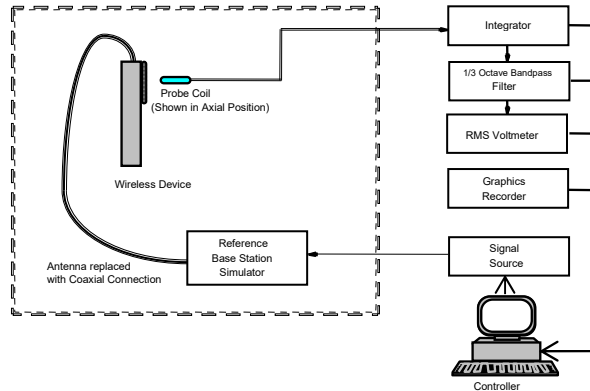 Integrator
1/3 Octave Bandpass
Filter
RMS Voltmeter
Graphics
Recorder
Signal
Source
Controller
Probe Coil
(Shown in Axial Position)
Wireless Device
Reference
Base Station
Simulator
Antenna replaced
with Coaxial Connection